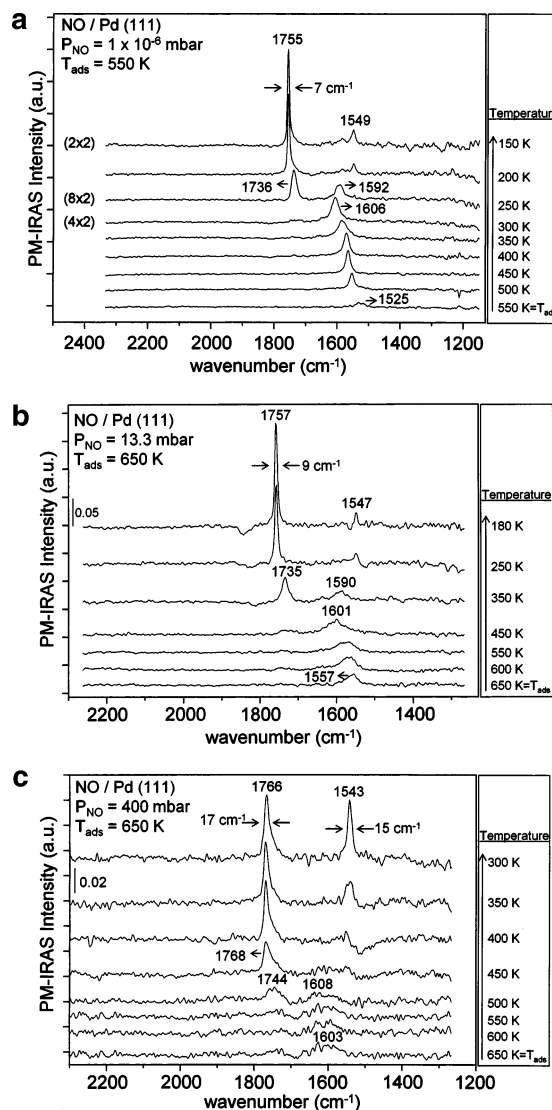 a
NO / Pd (111)
P_NO = 1 x 10⁻⁶ mbar
T_ads = 550 K
1755
7 cm⁻¹
1549
(2x2)
1736
1592
(8x2)
(4x2)
1606
1525
Temperature
150 K
200 K
250 K
300 K
350 K
400 K
450 K
500 K
550 K=T_ad
PM-IRAS Intensity (a.u.)
2400 2200 2000 1800 1600 1400 1200
wavenumber (cm⁻¹)
b
NO / Pd (111)
P_NO = 13.3 mbar
T_ads = 650 K
1757
9 cm⁻¹
0.05
1547
1735
1590
1601
1557
Temperature
180 K
250 K
350 K
450 K
550 K
600 K
650 K=T_ads
PM-IRAS Intensity (a.u.)
2200 2000 1800 1600 1400
wavenumber (cm⁻¹)
c
NO / Pd (111)
P_NO = 400 mbar
T_ads = 650 K
1766
1543
17 cm⁻¹
15 cm⁻¹
0.02
1768
1744
1608
1603
Temperature
300 K
350 K
400 K
450 K
500 K
550 K
600 K
650 K=T_ads
PM-IRAS Intensity (a.u.)
2200 2000 1800 1600 1400 1200
wavenumber (cm⁻¹)